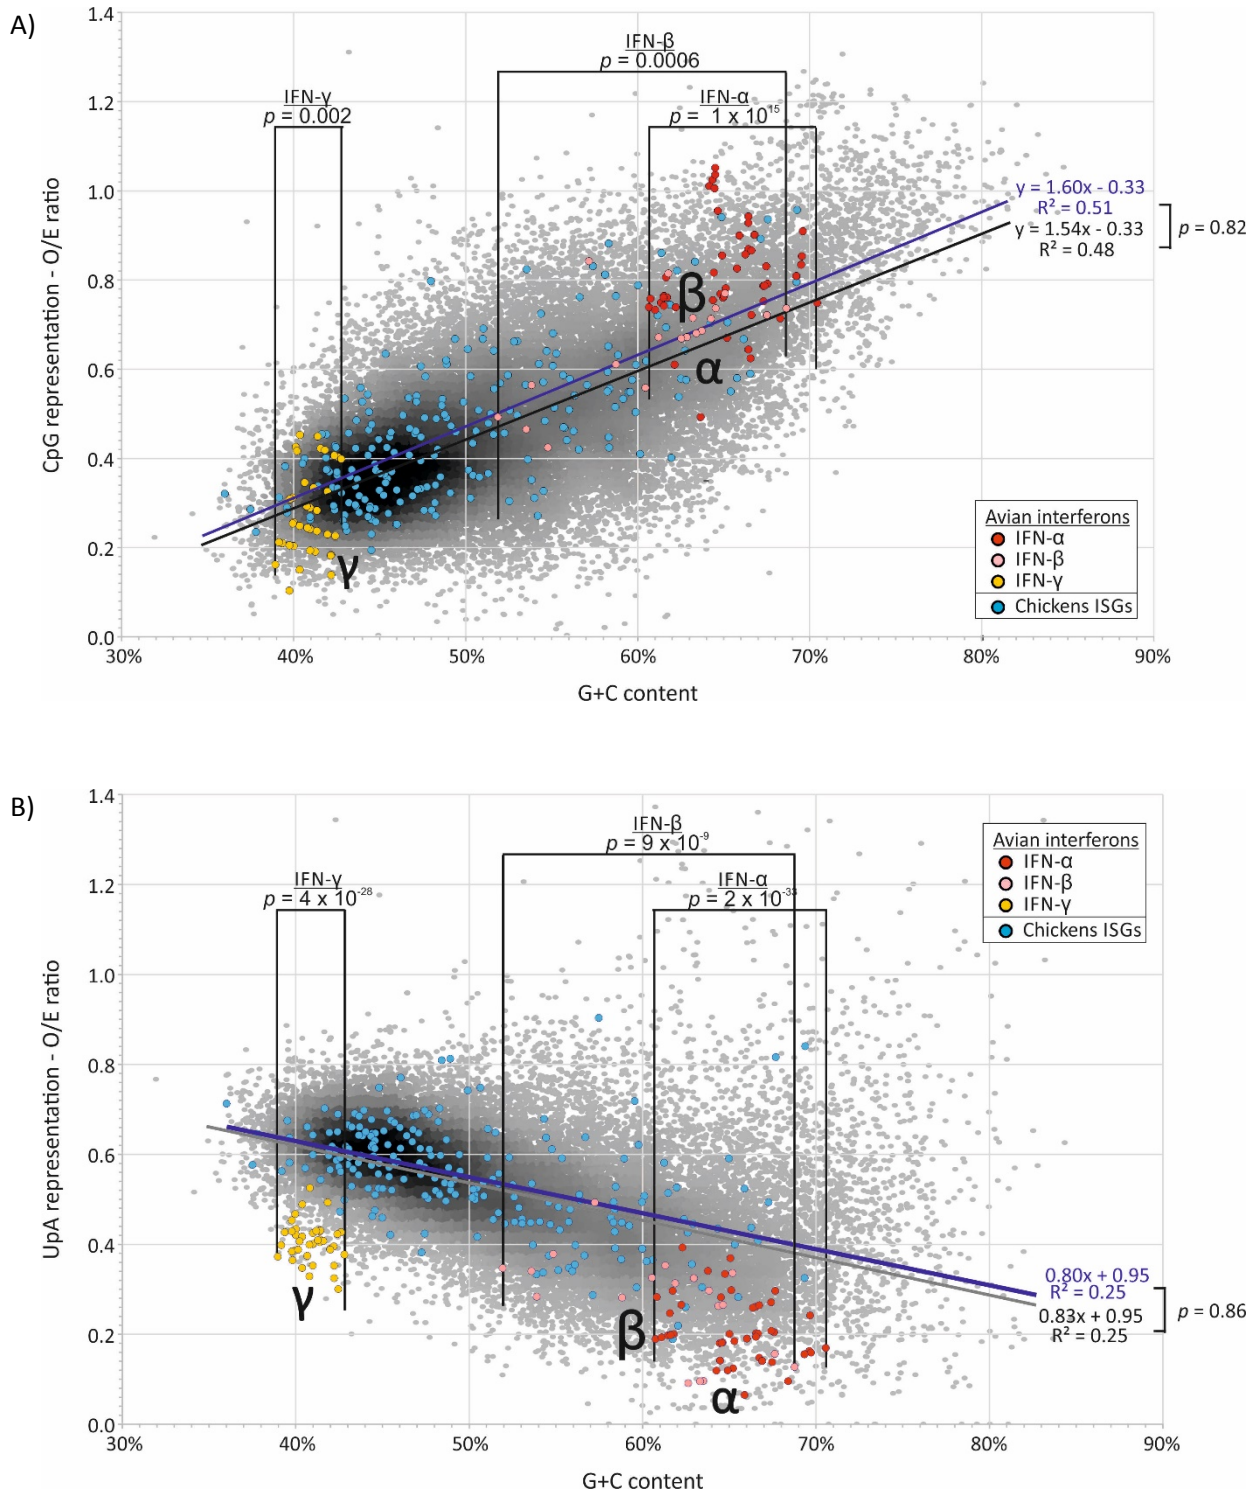 A)
1.4
1.2
1.0
0.8
0.6
0.4
0.2
0.0
CpG representation - O/E ratio
IFN-γ
p = 0.002
IFN-β
p = 0.0006
IFN-α
p = 1 x 10¹⁵
y = 1.60x - 0.33
R² = 0.51
y = 1.54x - 0.33
R² = 0.48
p = 0.82
β
α
γ
Avian interferons
IFN-α
IFN-β
IFN-γ
Chickens ISGs
30%
40%
50%
60%
70%
80%
90%
G+C content
B)
1.4
1.2
1.0
0.8
0.6
0.4
0.2
0.0
UpA representation - O/E ratio
IFN-γ
p = 4 x 10⁻²⁸
IFN-β
p = 9 x 10⁻⁹
IFN-α
p = 2 x 10⁻³³
Avian interferons
IFN-α
IFN-β
IFN-γ
Chickens ISGs
0.80x + 0.95
R² = 0.25
0.83x + 0.95
R² = 0.25
p = 0.86
γ
β
α
30%
40%
50%
60%
70%
80%
90%
G+C content